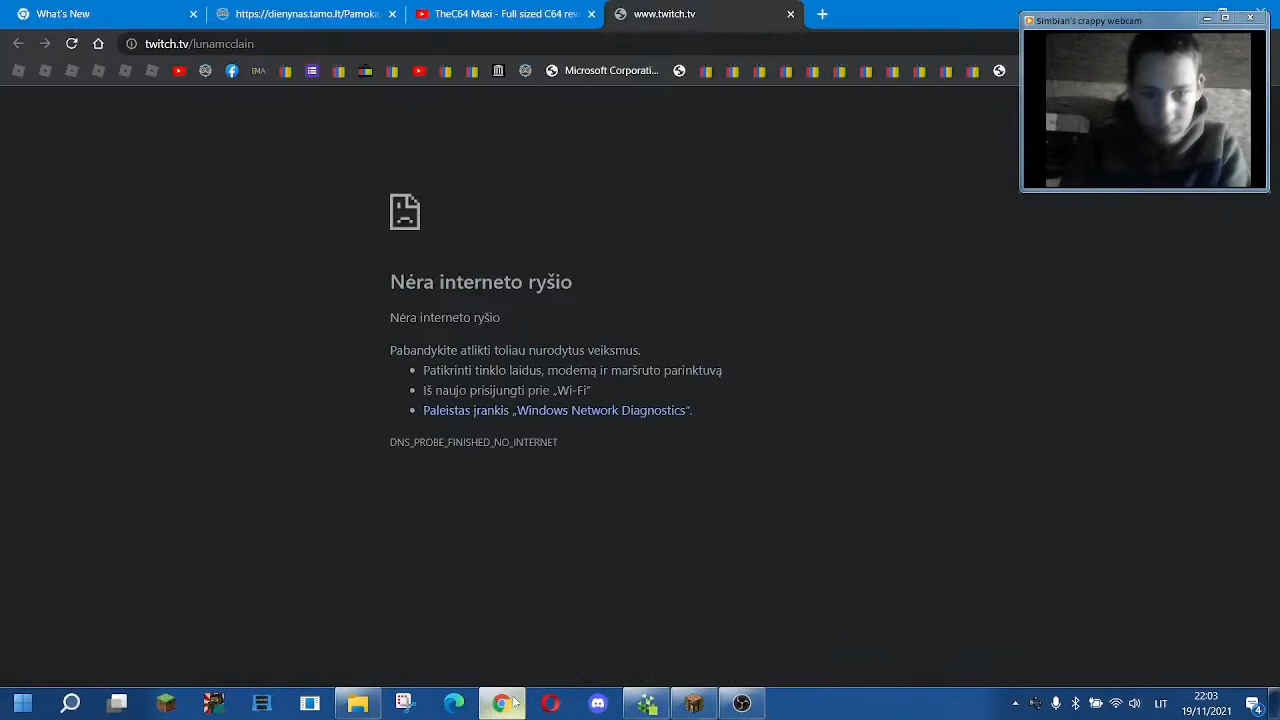 What's New
https://dienynas.tamo.lt/Pamoka
TheC64 Maxi - Full sized C64 rev
www.twitch.tv
Simbian's crappy webcam
twitch.tv/lunamcclain
EMA
Microsoft Corporati...
Nėra interneto ryšio
Nėra interneto ryšio
Pabandykite atlikti toliau nurodytus veiksmus.
Patikrinti tinklo laidus, modemą ir maršruto parinktuvą
Iš naujo prisijungti prie „Wi-Fi"
Paleistas įrankis „Windows Network Diagnostics".
DNS_PROBE_FINISHED_NO_INTERNET
LIT
22:03
19/11/2021
4